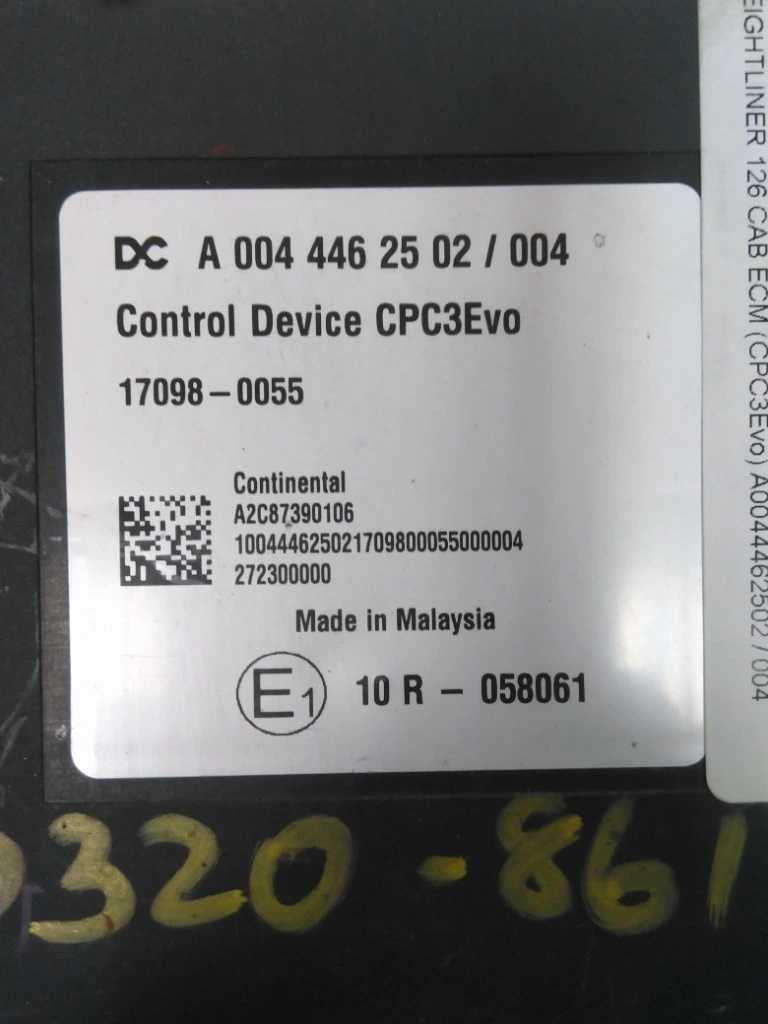 DC A 004 446 25 02 / 004
Control Device CPC3Evo
17098-0055
Continental
A2C87390106
10044462502170980005500004
272300000
Made in Malaysia
E1 10 R - 058061
EIGHTLINER 126 CAB ECM (CPC3Evo) A0044462502 / 004
320-861